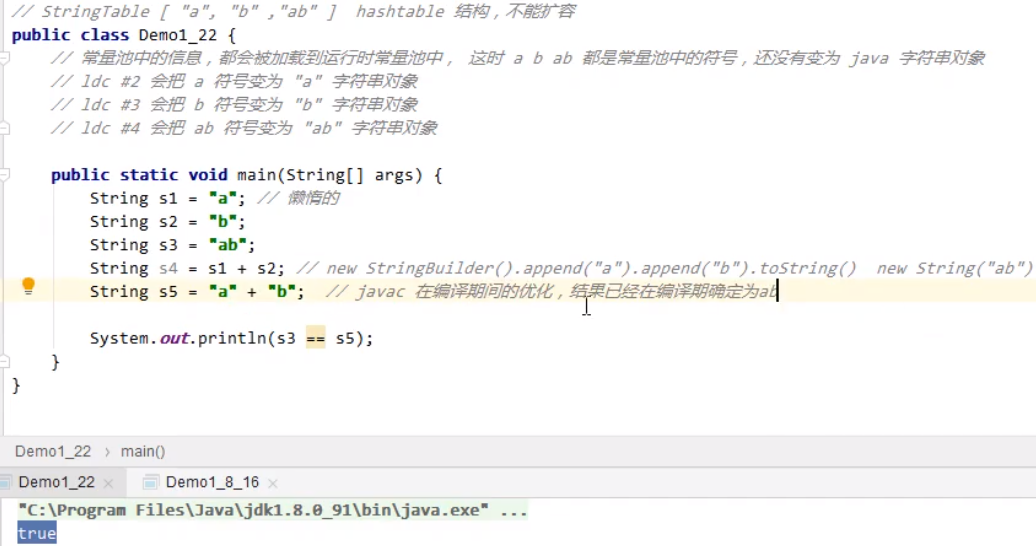 // StringTable [ "a", "b" ,"ab" ]  hashtable 结构，不能扩容
public class Demo1_22 {
    // 常量池中的信息，都会被加载到运行时常量池中， 这时 a b ab 都是常量池中的符号，还没有变为 java 字符串对象
    // ldc #2 会把 a 符号变为 "a" 字符串对象
    // ldc #3 会把 b 符号变为 "b" 字符串对象
    // ldc #4 会把 ab 符号变为 "ab" 字符串对象
    public static void main(String[] args) {
        String s1 = "a"; // 懒惰的
        String s2 = "b";
        String s3 = "ab";
        String s4 = s1 + s2; // new StringBuilder().append("a").append("b").toString()  new String("ab")
        String s5 = "a" + "b";  // javac 在编译期间的优化，结果已经在编译期确定为ab
        System.out.println(s3 == s5);
    }
}
Demo1_22 › main()
Demo1_22 × Demo1_8_16 ×
"C:\Program Files\Java\jdk1.8.0_91\bin\java.exe" ...
true